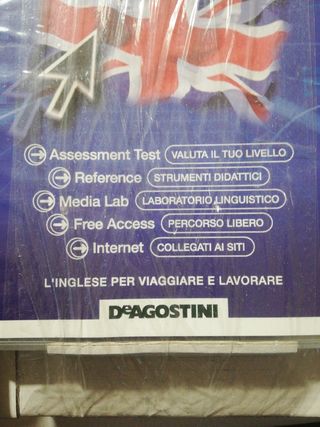 Assessment Test VALUTA IL TUO LIVELLO
Reference STRUMENTI DIDATTICI
Media Lab LABORATORIO LINGUISTICO
Free Access PERCORSO LIBERO
Internet COLLEGATI AI SITI
L'INGLESE PER VIAGGIARE E LAVORARE
DeAGOSTINI